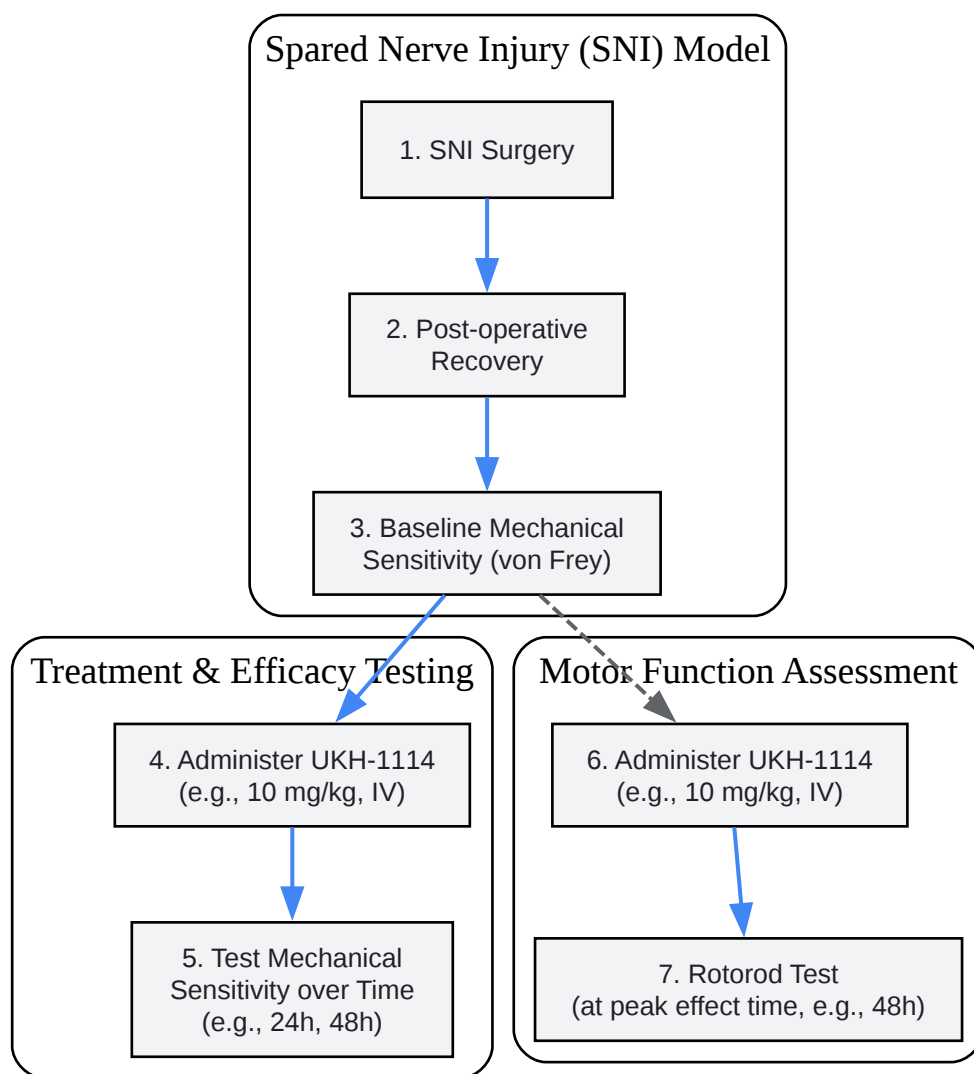 Spared Nerve Injury (SNI) Model
1. SNI Surgery
2. Post-operative
Recovery
3. Baseline Mechanical
Sensitivity (von Frey)
Treatment & Efficacy Testing
4. Administer UKH-1114
(e.g., 10 mg/kg, IV)
5. Test Mechanical
Sensitivity over Time
(e.g., 24h, 48h)
Motor Function Assessment
6. Administer UKH-1114
(e.g., 10 mg/kg, IV)
7. Rotorod Test
(at peak effect time, e.g., 48h)